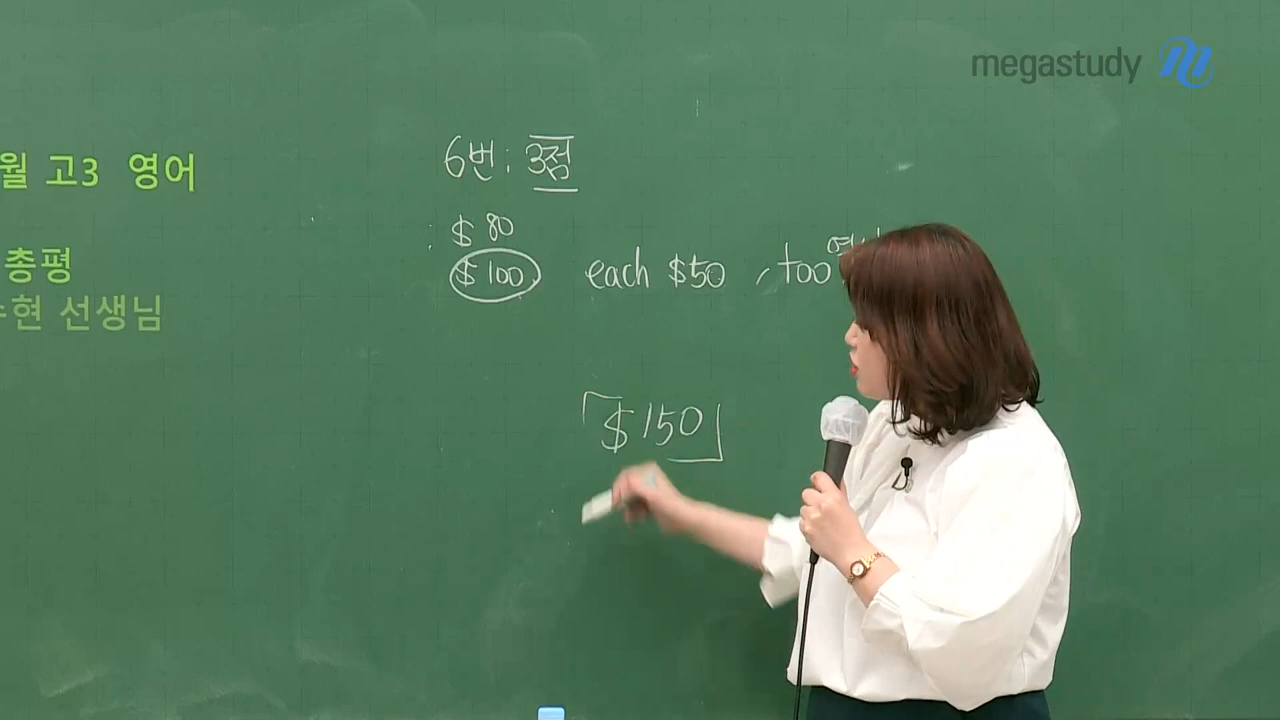 megastudy
월 고3 영어
총평
현 선생님
6번: 3점
$ 80
$ 100 each $50, too
$150